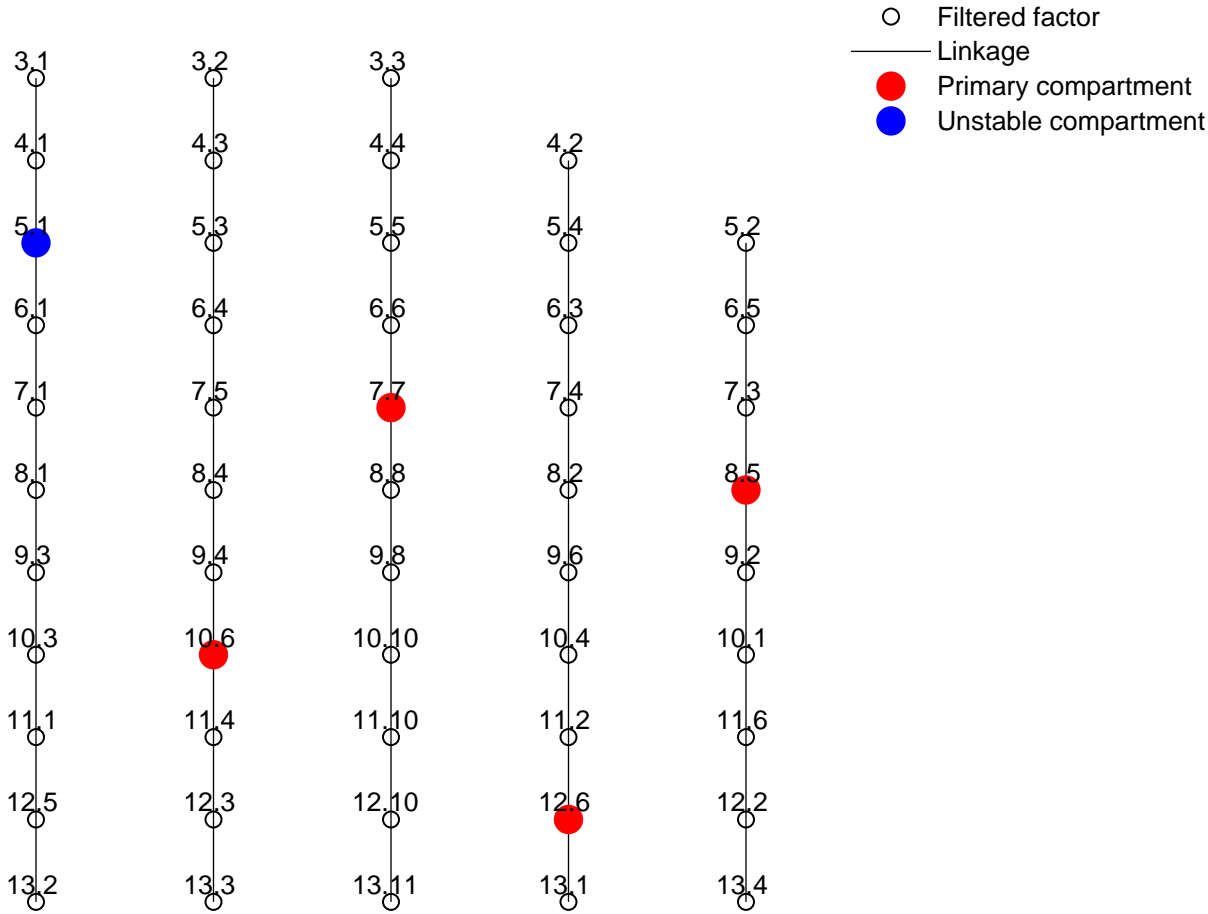 Filtered factor
Linkage
Primary compartment
Unstable compartment
3.1 3.2 3.3
4.1 4.3 4.4 4.2
5.1 5.3 5.5 5.4 5.2
6.1 6.4 6.6 6.3 6.5
7.1 7.5 7.7 7.4 7.3
8.1 8.4 8.8 8.2 8.5
9.3 9.4 9.8 9.6 9.2
10.3 10.6 10.10 10.4 10.1
11.1 11.4 11.10 11.2 11.6
12.5 12.3 12.10 12.6 12.2
13.2 13.3 13.11 13.1 13.4